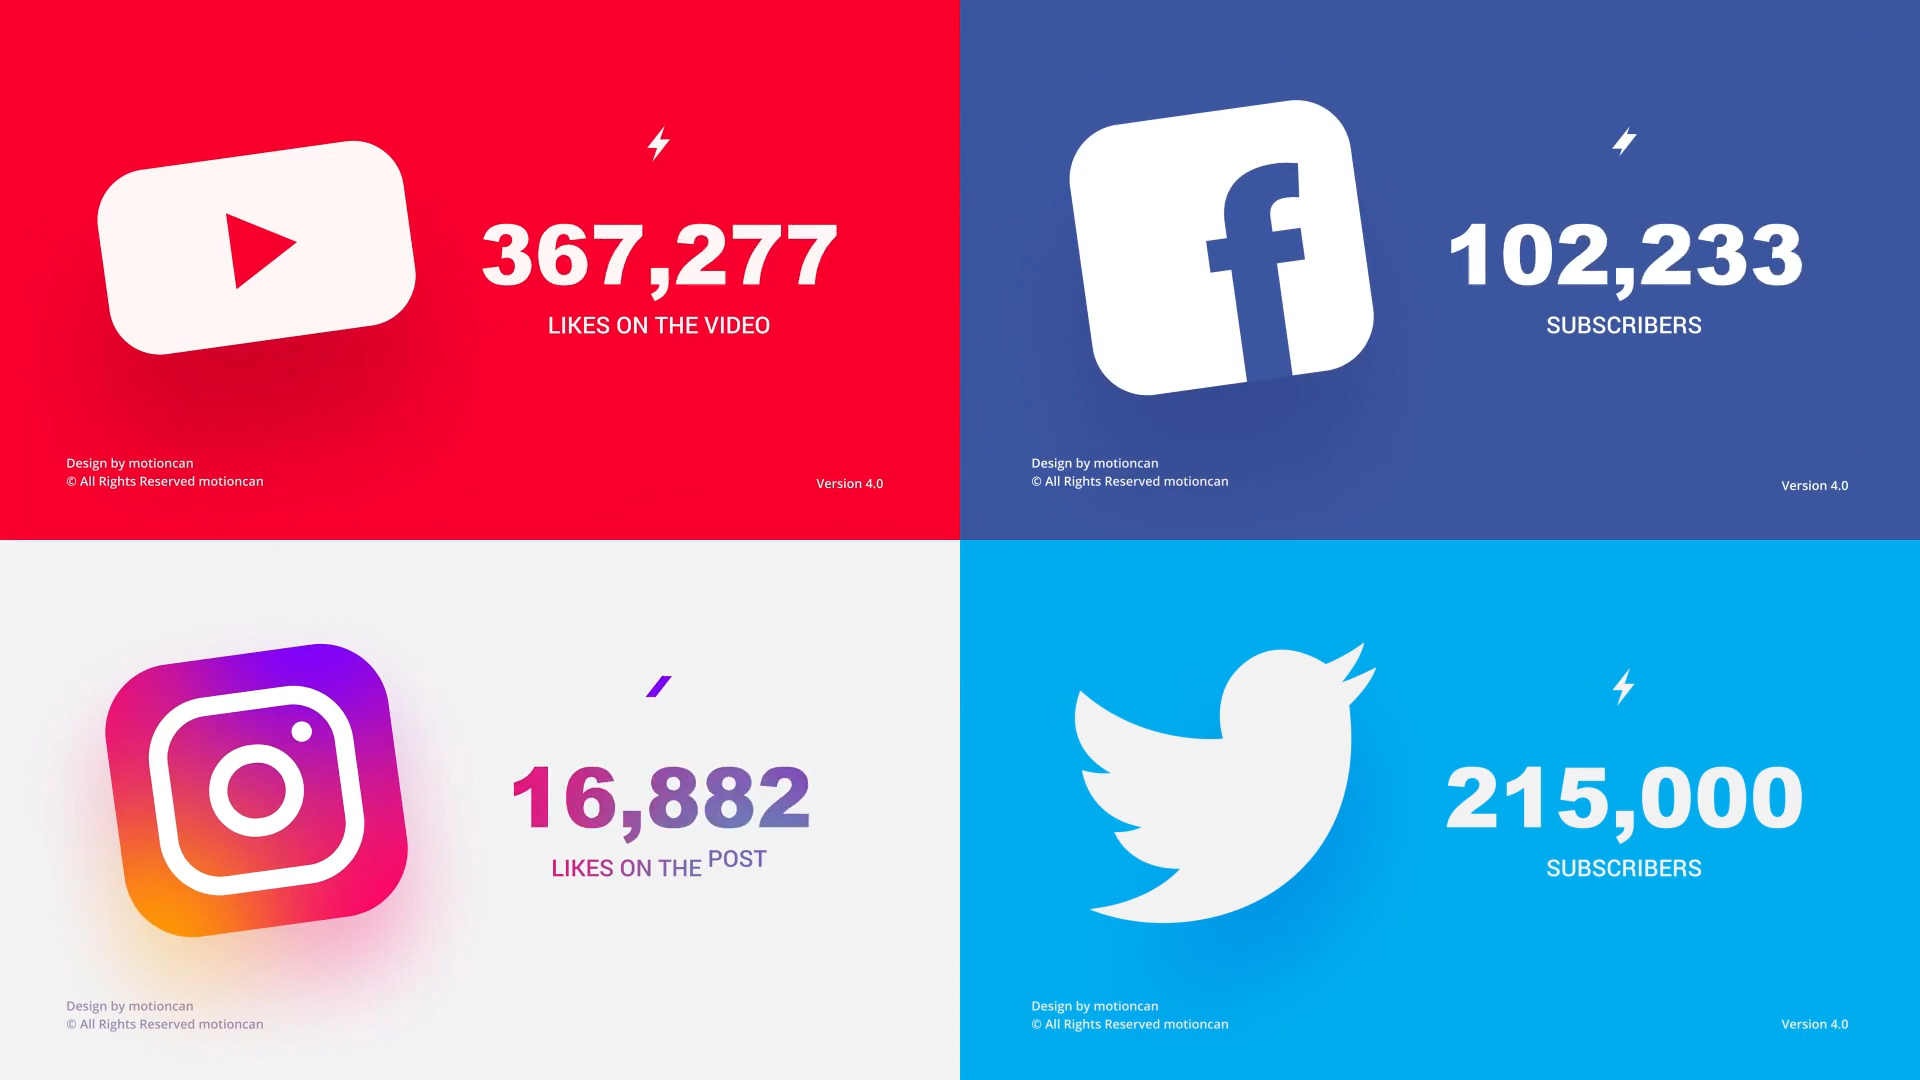 367,277
LIKES ON THE VIDEO
Design by motioncan
© All Rights Reserved motioncan
Version 4.0
102,233
SUBSCRIBERS
Design by motioncan
© All Rights Reserved motioncan
Version 4.0
16,882
LIKES ON THE POST
Design by motioncan
© All Rights Reserved motioncan
215,000
SUBSCRIBERS
Design by motioncan
© All Rights Reserved motioncan
Version 4.0